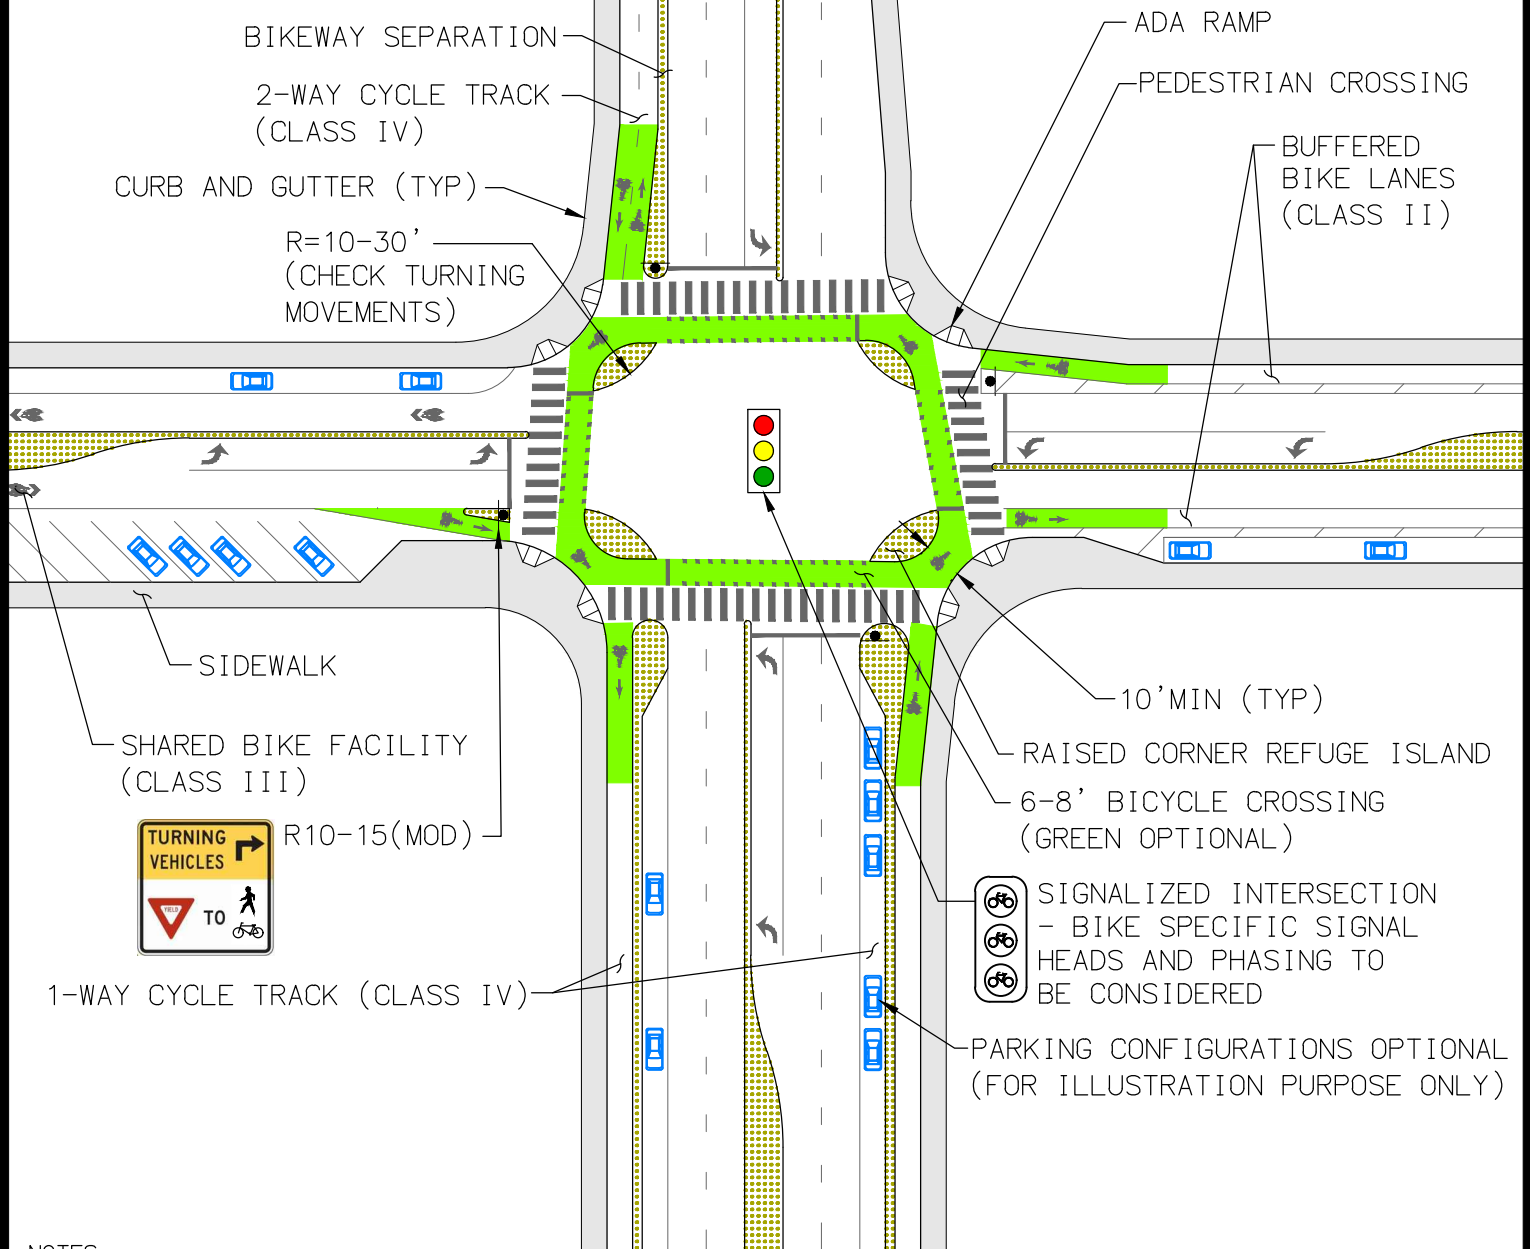 BIKEWAY SEPARATION
2-WAY CYCLE TRACK
(CLASS IV)
CURB AND GUTTER (TYP)
R=10-30'
(CHECK TURNING
MOVEMENTS)
ADA RAMP
PEDESTRIAN CROSSING
BUFFERED
BIKE LANES
(CLASS II)
SIDEWALK
SHARED BIKE FACILITY
(CLASS III)
R10-15(MOD)
TURNING
VEHICLES
YIELD
TO
1-WAY CYCLE TRACK (CLASS IV)
10'MIN (TYP)
RAISED CORNER REFUGE ISLAND
6-8' BICYCLE CROSSING
(GREEN OPTIONAL)
SIGNALIZED INTERSECTION
- BIKE SPECIFIC SIGNAL
HEADS AND PHASING TO
BE CONSIDERED
PARKING CONFIGURATIONS OPTIONAL
(FOR ILLUSTRATION PURPOSE ONLY)